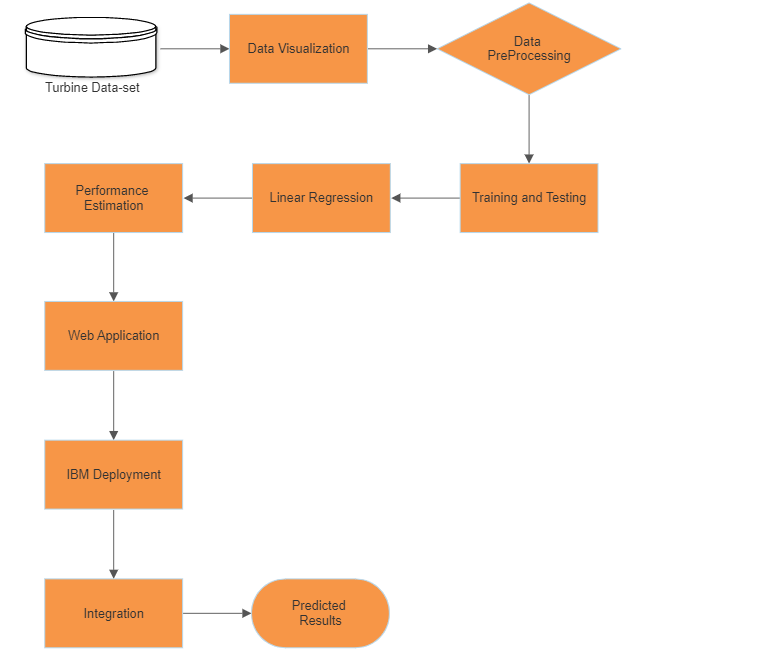 Data Visualization
Data
PreProcessing
Turbine Data-set
Performance
Estimation
Linear Regression
Training and Testing
Web Application
IBM Deployment
Integration
Predicted
Results